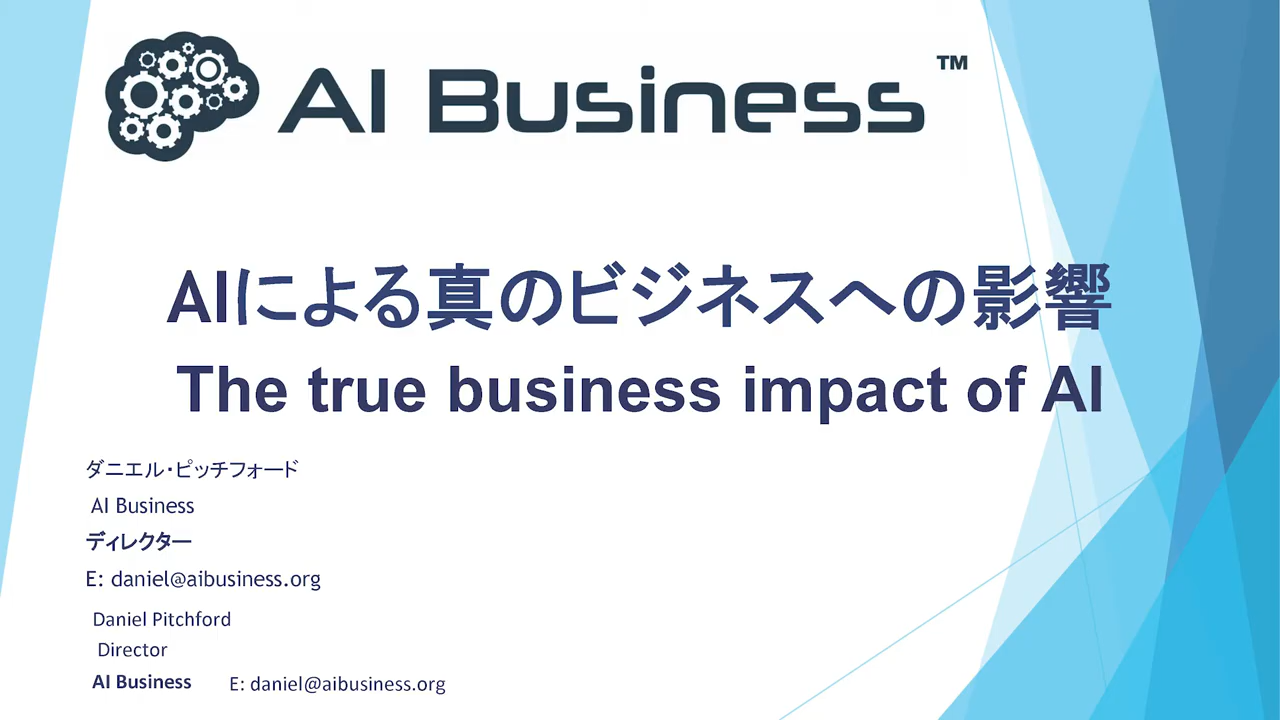 AI Business ™
AIによる真のビジネスへの影響
The true business impact of AI
ダニエル・ピッチフォード
AI Business
ディレクター
E: daniel@aibusiness.org
Daniel Pitchford
Director
AI Business E: daniel@aibusiness.org